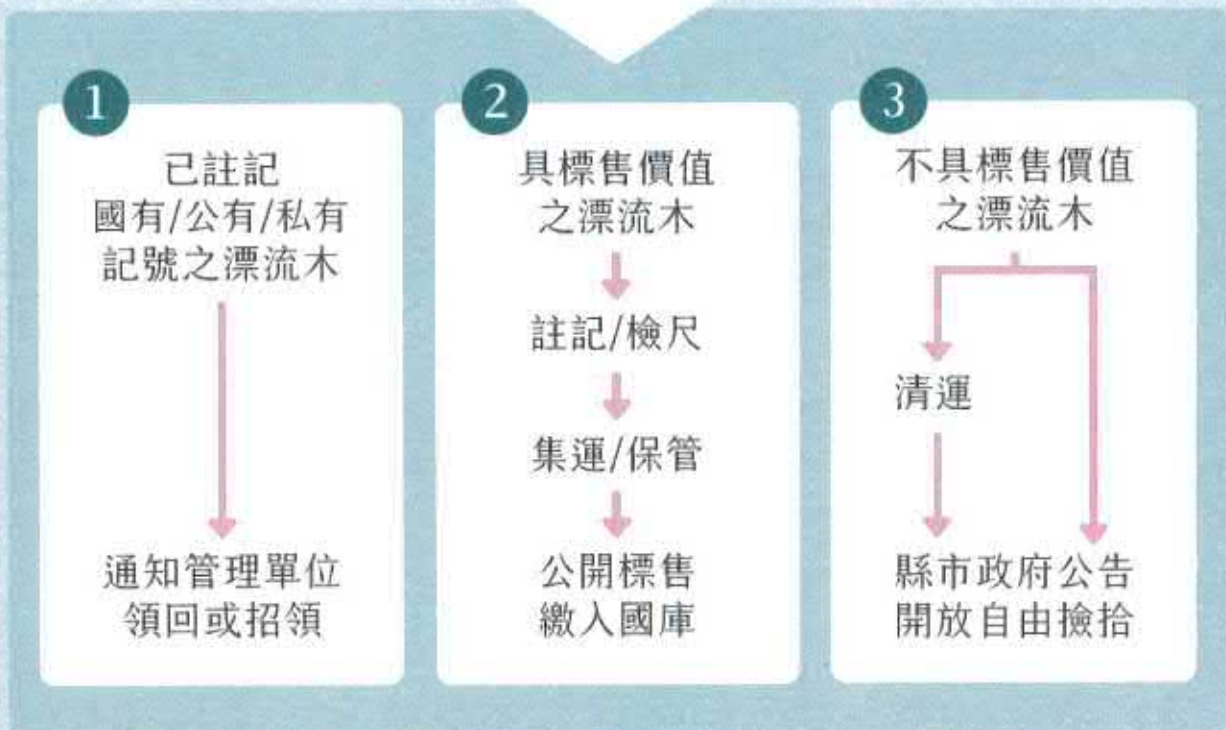 1
已註記
國有/公有/私有
記號之漂流木
通知管理單位
領回或招領
2
具標售價值
之漂流木
註記/檢尺
集運/保管
公開標售
繳入國庫
3
不具標售價值
之漂流木
清運
縣市政府公告
開放自由撿拾